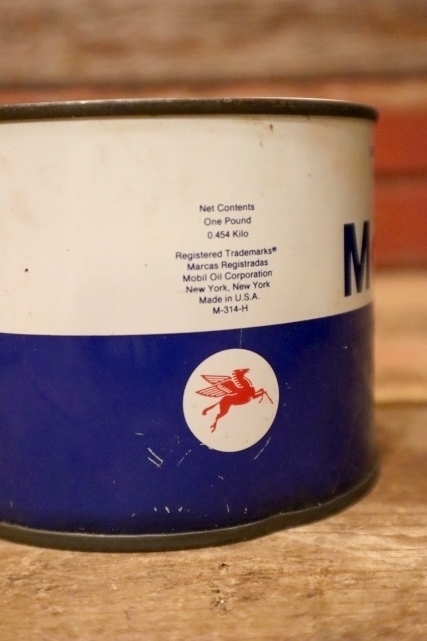 Net Contents
One Pound
0.454 Kilo
Registered Trademarks®
Marcas Registradas
Mobil Oil Corporation
New York, New York
Made in U.S.A.
M-314-H
M